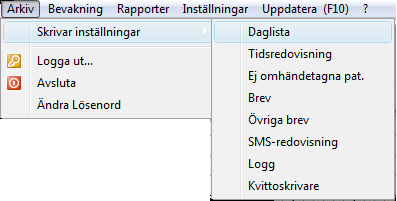 Arkiv Bevakning Rapporter Inställningar Uppdatera (F10) ?
Skrivar inställningar
Logga ut...
Avsluta
Ändra Lösenord
Daglista
Tidsredovisning
Ej omhändetagna pat.
Brev
Övriga brev
SMS-redovisning
Logg
Kvittoskrivare